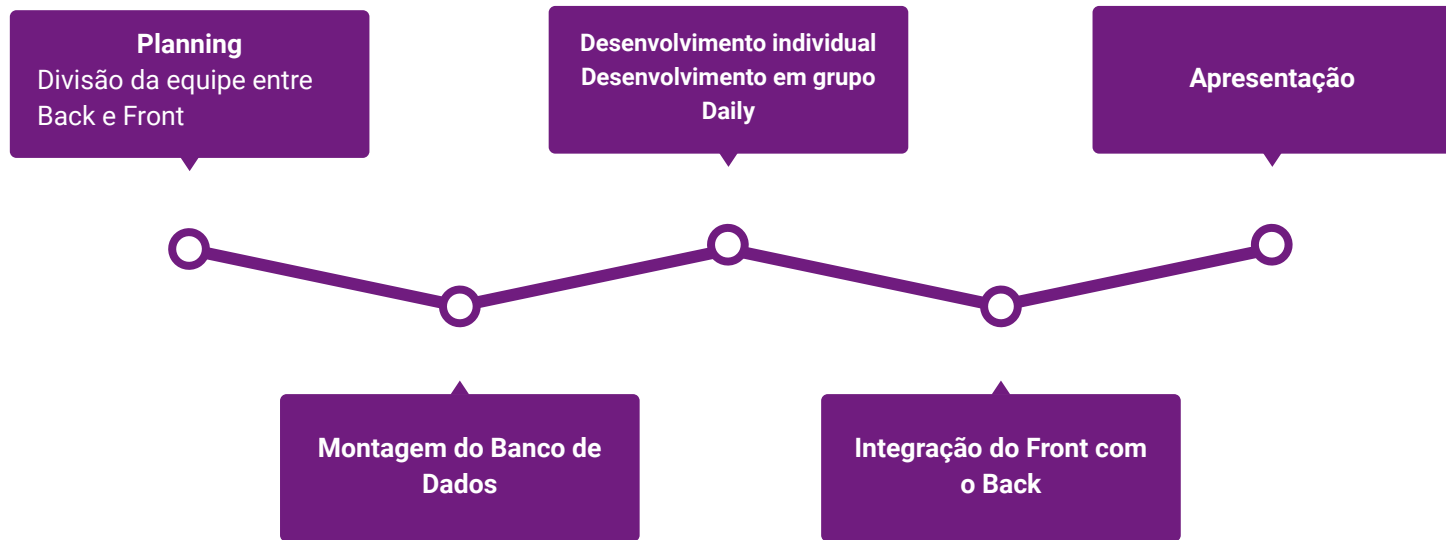 Planning
Divisão da equipe entre
Back e Front
Montagem do Banco de
Dados
Desenvolvimento individual
Desenvolvimento em grupo
Daily
Integração do Front com
o Back
Apresentação